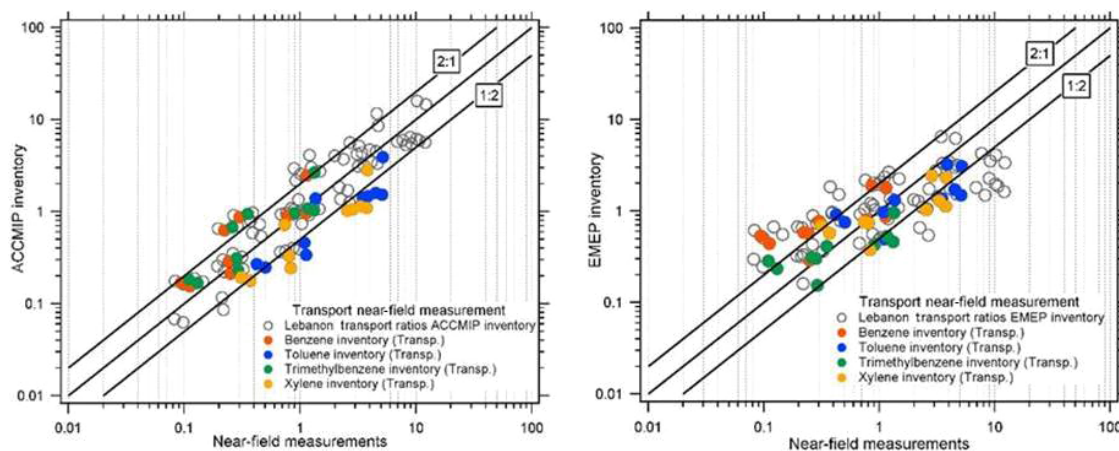 100
10
1
0.1
0.01
ACCMIP inventory
2:1
1:2
Transport near-field measurement
Lebanon transport ratios ACCMIP inventory
Benzene inventory (Transp.)
Toluene inventory (Transp.)
Trimethylbenzene inventory (Transp.)
Xylene inventory (Transp.)
0.01
0.1
1
10
100
Near-field measurements
100
10
1
0.1
0.01
EMEP inventory
2:1
1:2
Transport near-field measurement
Lebanon transport ratios EMEP inventory
Benzene inventory (Transp.)
Toluene inventory (Transp.)
Trimethylbenzene inventory (Transp.)
Xylene inventory (Transp.)
0.01
0.1
1
10
100
Near-field measurements